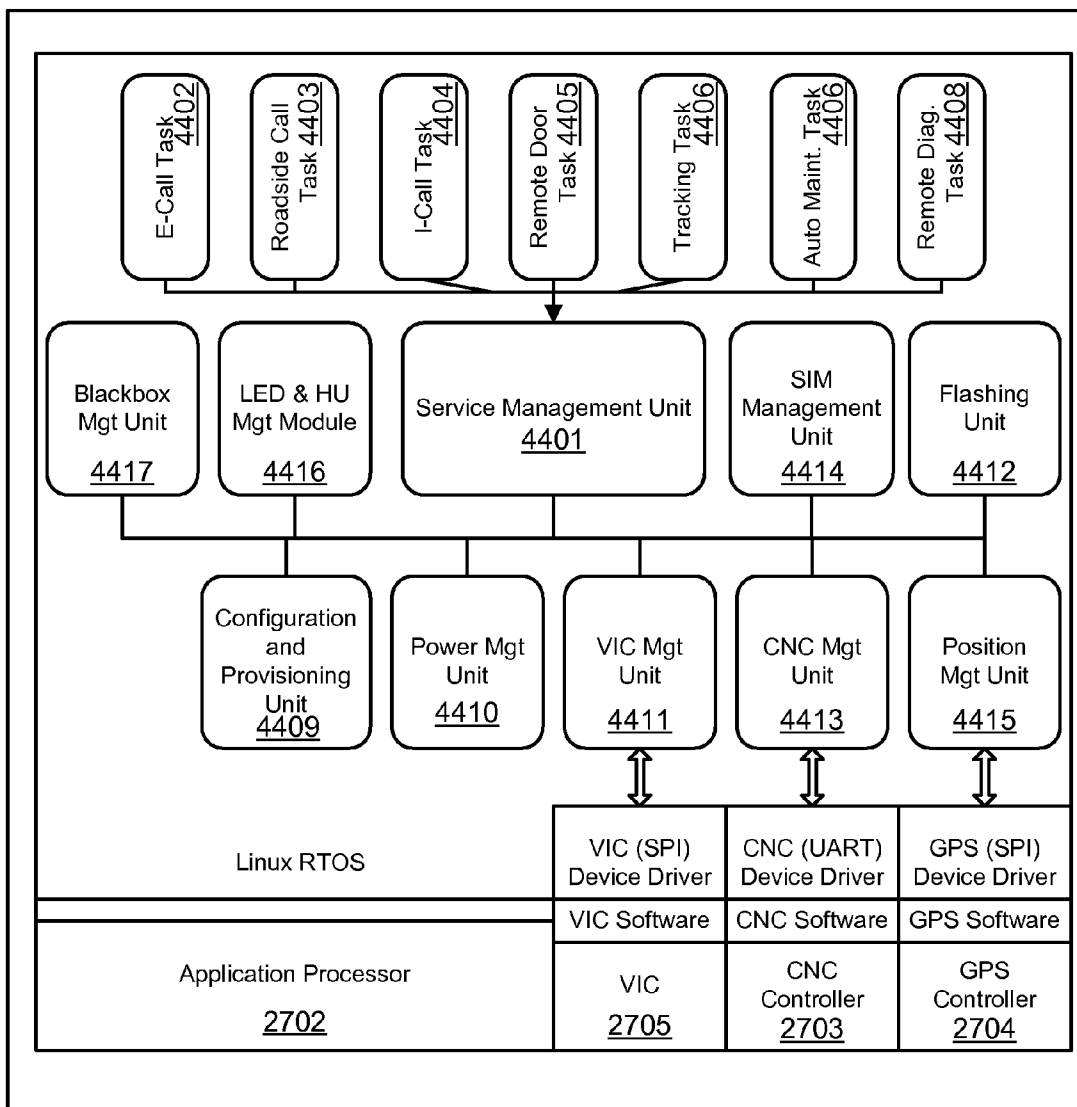 E-Call Task
4402
Roadside Call
Task 4403
I-Call Task
4404
Remote Door
Task 4405
Tracking Task
4406
Auto Maint. Task
4406
Remote Diag.
Task 4408
Blackbox
Mgt Unit
4417
LED & HU
Mgt Module
4416
Service Management Unit
4401
SIM
Management
Unit
4414
Flashing
Unit
4412
Configuration
and
Provisioning
Unit
4409
Power Mgt
Unit
4410
VIC Mgt
Unit
4411
CNC Mgt
Unit
4413
Position
Mgt Unit
4415
Linux RTOS
VIC (SPI)
Device Driver
CNC (UART)
Device Driver
GPS (SPI)
Device Driver
VIC Software
CNC Software
GPS Software
Application Processor
2702
VIC
2705
CNC
Controller
2703
GPS
Controller
2704